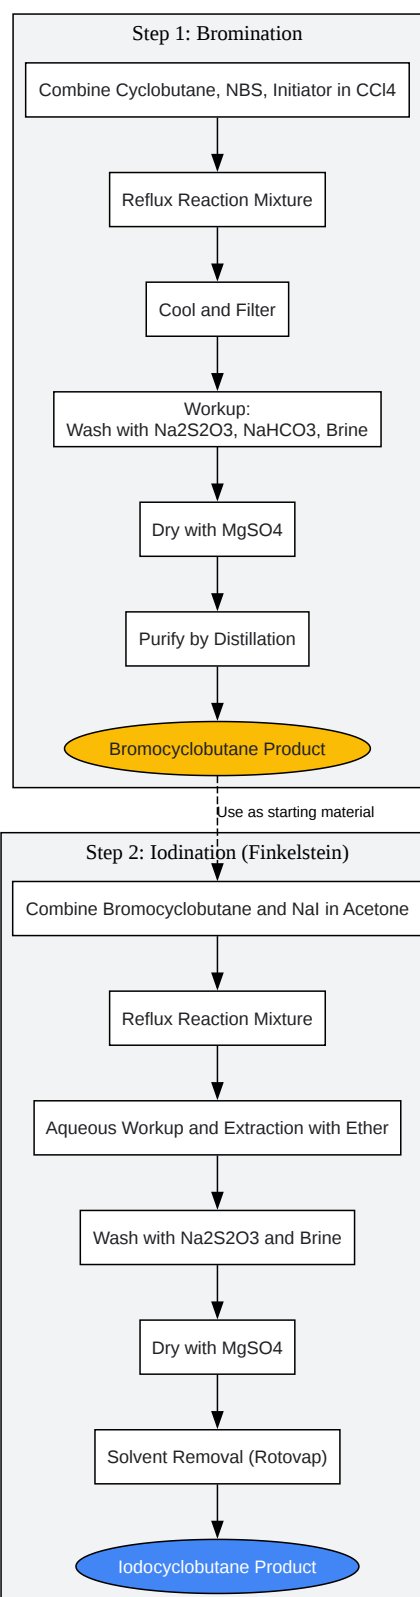 Step 1: Bromination
Combine Cyclobutane, NBS, Initiator in CCl4
Reflux Reaction Mixture
Cool and Filter
Workup:
Wash with Na2S2O3, NaHCO3, Brine
Dry with MgSO4
Purify by Distillation
Bromocyclobutane Product
Use as starting material
Step 2: Iodination (Finkelstein)
Combine Bromocyclobutane and NaI in Acetone
Reflux Reaction Mixture
Aqueous Workup and Extraction with Ether
Wash with Na2S2O3 and Brine
Dry with MgSO4
Solvent Removal (Rotovap)
Iodocyclobutane Product